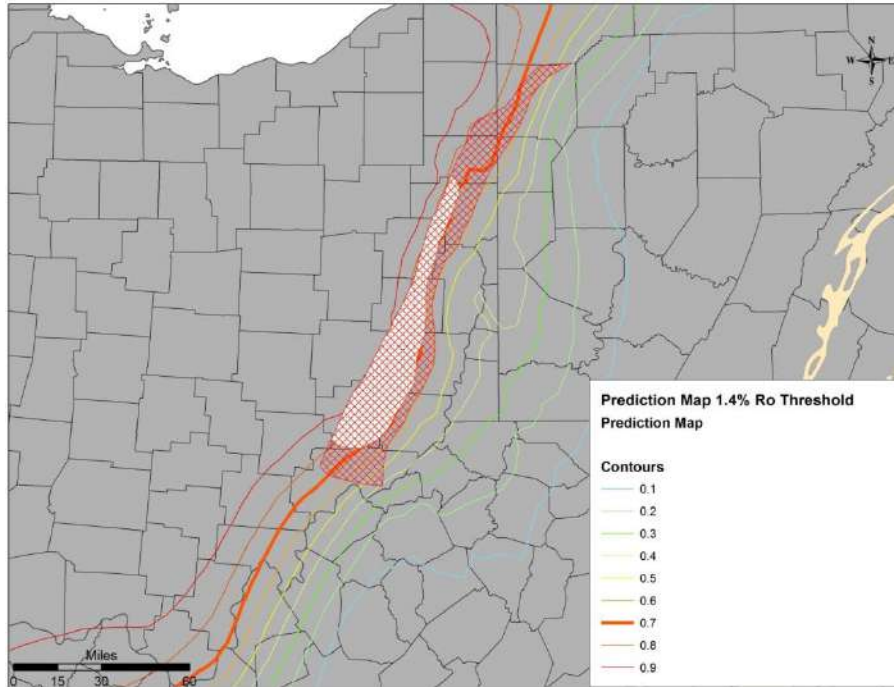 N
W E
S
Prediction Map 1.4% Ro Threshold
Prediction Map
Contours
0.1
0.2
0.3
0.4
0.5
0.6
0.7
0.8
0.9
Miles
0 15 30 60